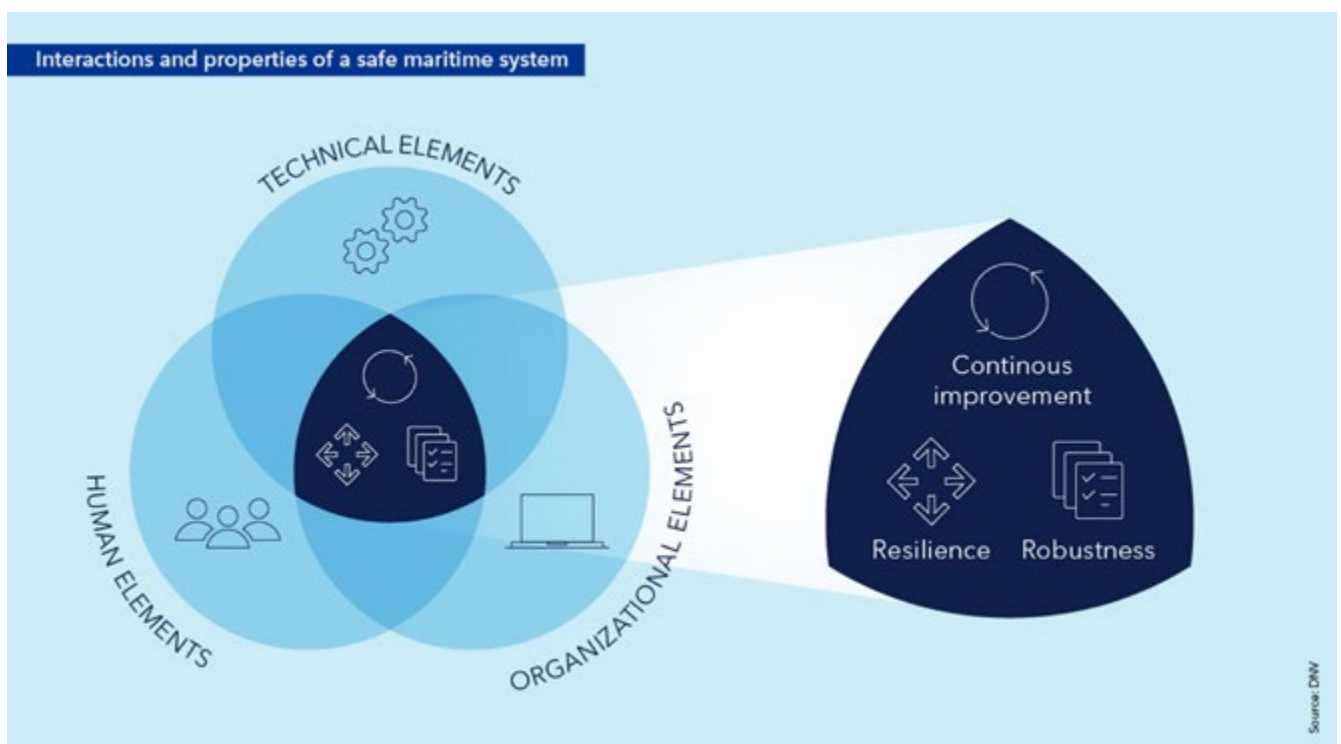 Interactions and properties of a safe maritime system
TECHNICAL ELEMENTS
HUMAN ELEMENTS
ORGANIZATIONAL ELEMENTS
Continous
improvement
Resilience
Robustness
Source: DNV